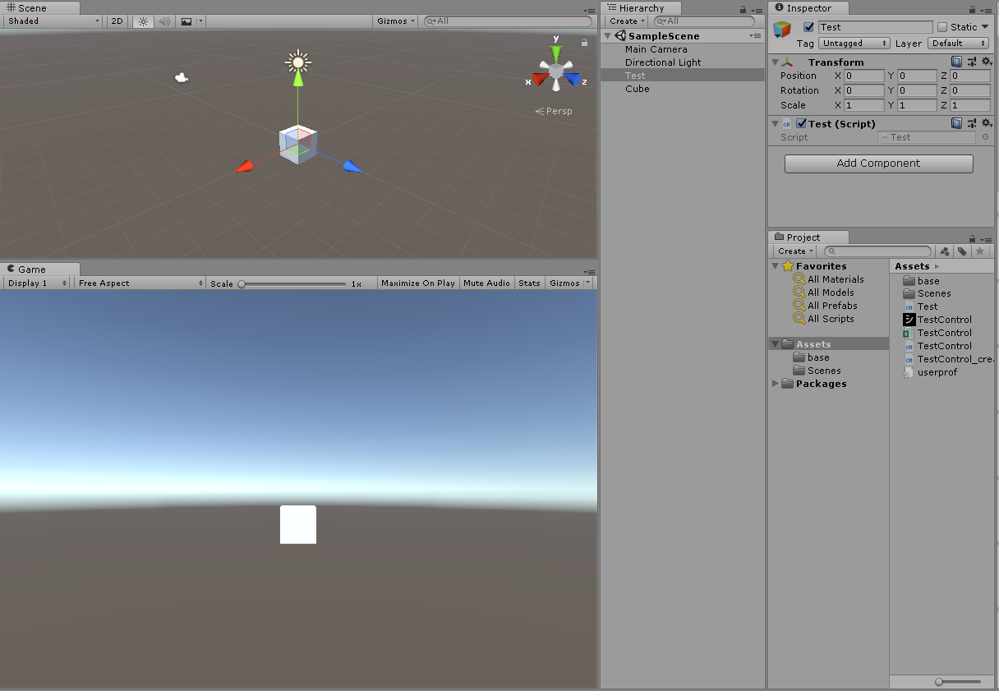 Scene
Shaded 2D Gizmos All
y
x z
Persp
Game
Display 1 Free Aspect Scale 1x Maximize On Play Mute Audio Stats Gizmos
Hierarchy
Create All
SampleScene
Main Camera
Directional Light
Test
Cube
Inspector
Test Static
Tag Untagged Layer Default
Transform
Position X 0 Y 0 Z 0
Rotation X 0 Y 0 Z 0
Scale X 1 Y 1 Z 1
C# Test (Script)
Script C# Test
Add Component
Project
Create
Favorites
All Materials
All Models
All Prefabs
All Scripts
Assets
base
Scenes
Packages
Assets
base
Scenes
C# Test
シ TestControl
TestControl
C# TestControl
C# TestControl_crea
userprof